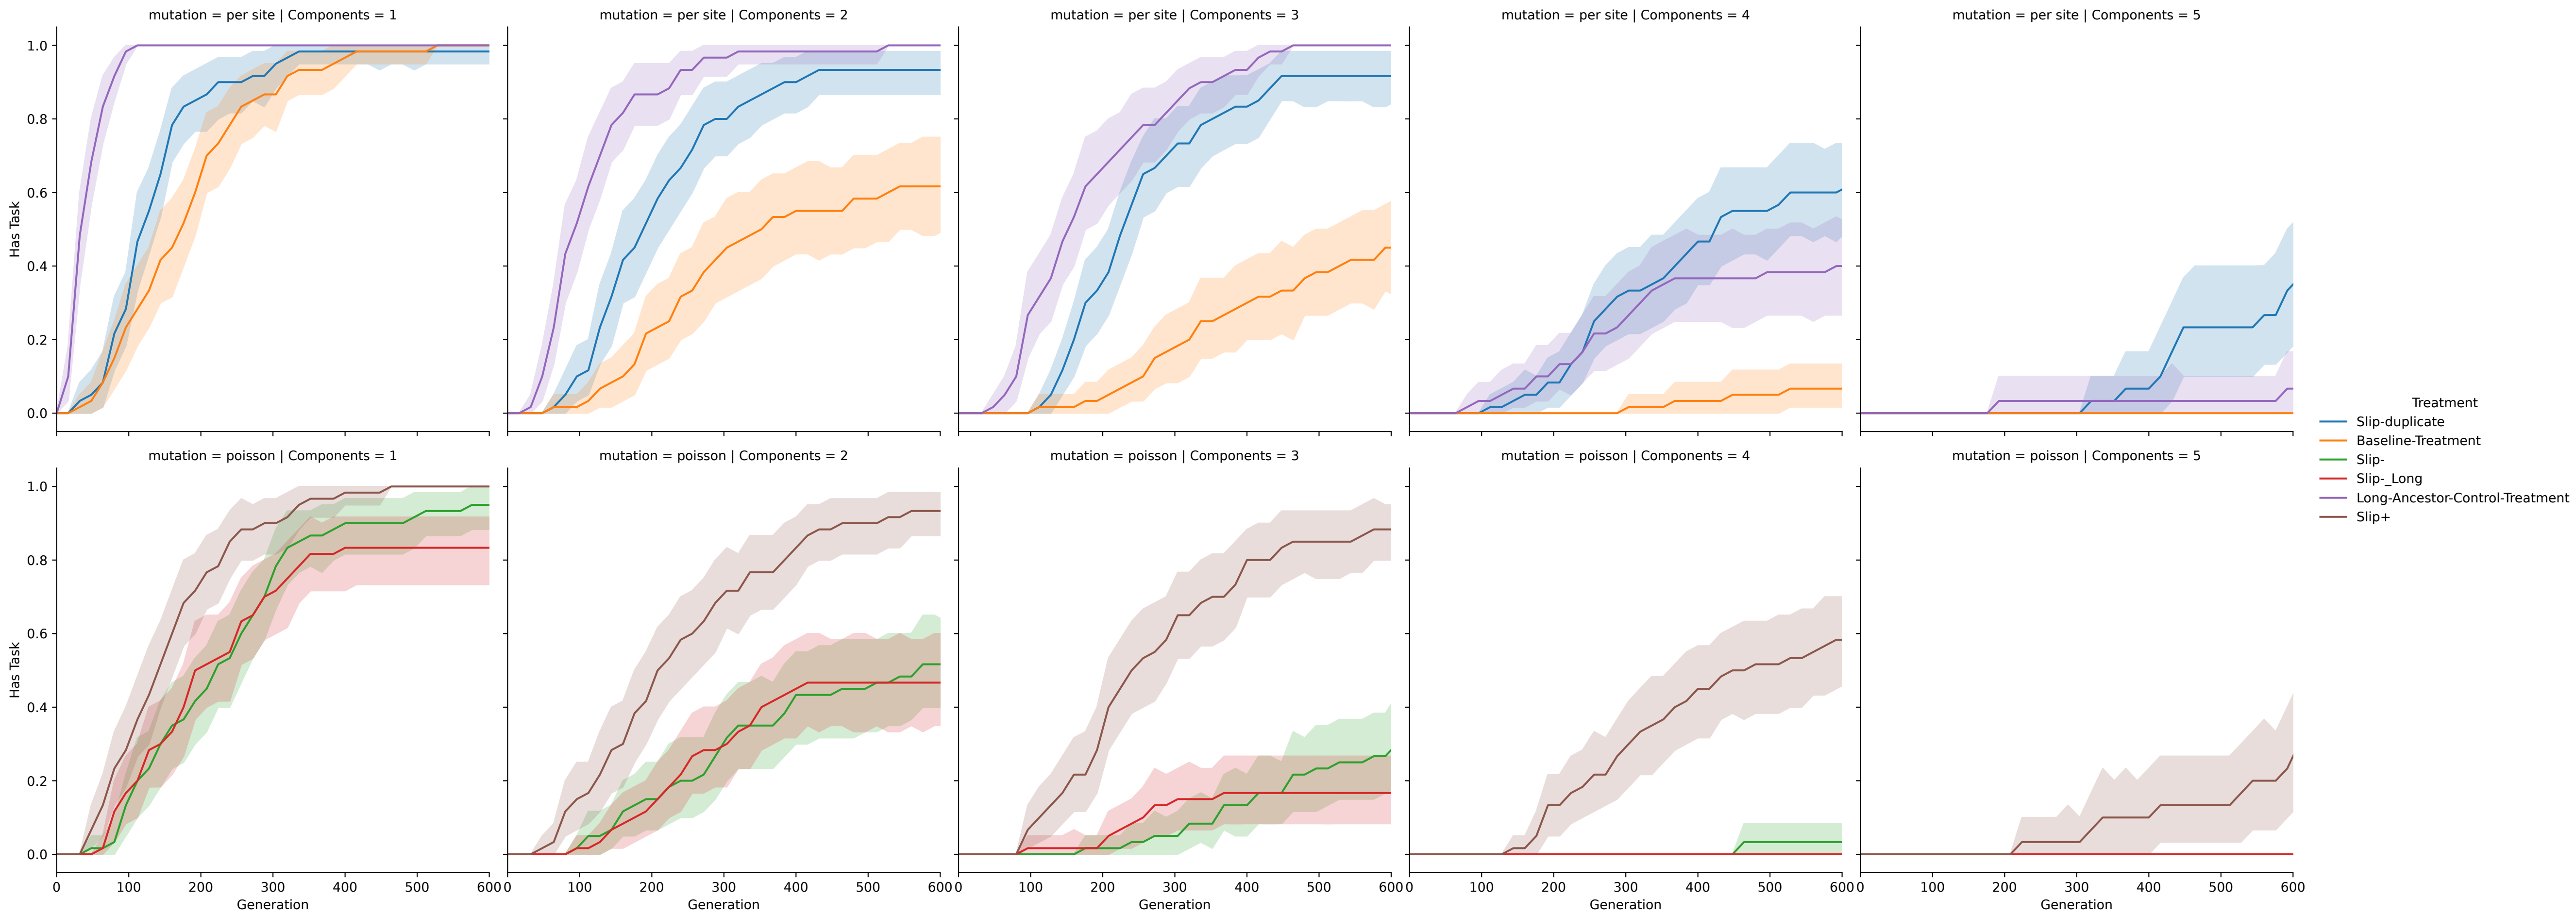 mutation = per site | Components = 1
mutation = per site | Components = 2
mutation = per site | Components = 3
mutation = per site | Components = 4
mutation = per site | Components = 5
1.0
0.8
0.6
0.4
0.2
0.0
Has Task
Treatment
Slip-duplicate
Baseline-Treatment
Slip-
Slip-_Long
Long-Ancestor-Control-Treatment
Slip+
mutation = poisson | Components = 1
mutation = poisson | Components = 2
mutation = poisson | Components = 3
mutation = poisson | Components = 4
mutation = poisson | Components = 5
1.0
0.8
0.6
0.4
0.2
0.0
Has Task
0 100 200 300 400 500 600
0 100 200 300 400 500 600
0 100 200 300 400 500 600
0 100 200 300 400 500 600
0 100 200 300 400 500 600
Generation
Generation
Generation
Generation
Generation